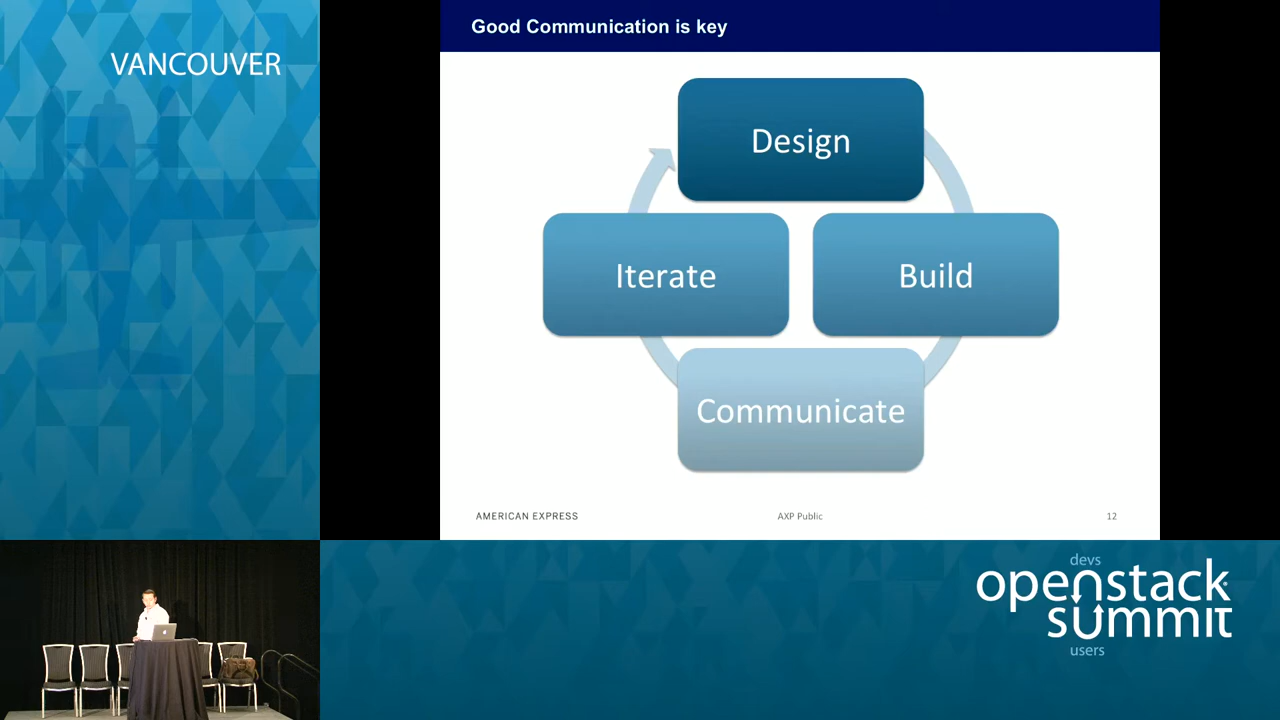 VANCOUVER
Good Communication is key
Design
Iterate
Build
Communicate
AMERICAN EXPRESS
AXP Public
12
devs
openstack
summit
users